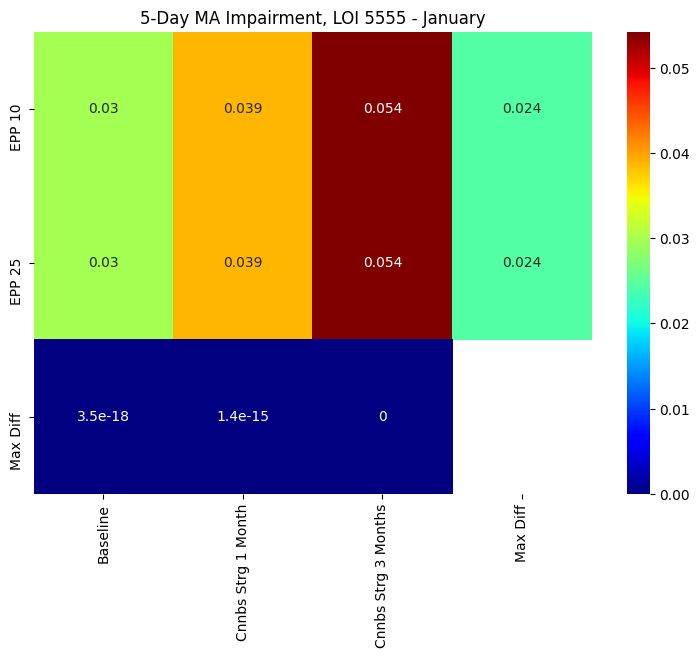 5-Day MA Impairment, LOI 5555 - January
EPP 10
0.03 0.039 0.054 0.024
EPP 25
0.03 0.039 0.054 0.024
Max Diff
3.5e-18 1.4e-15 0
Baseline
Cnnbs Strg 1 Month
Cnnbs Strg 3 Months
Max Diff
0.05
0.04
0.03
0.02
0.01
0.00